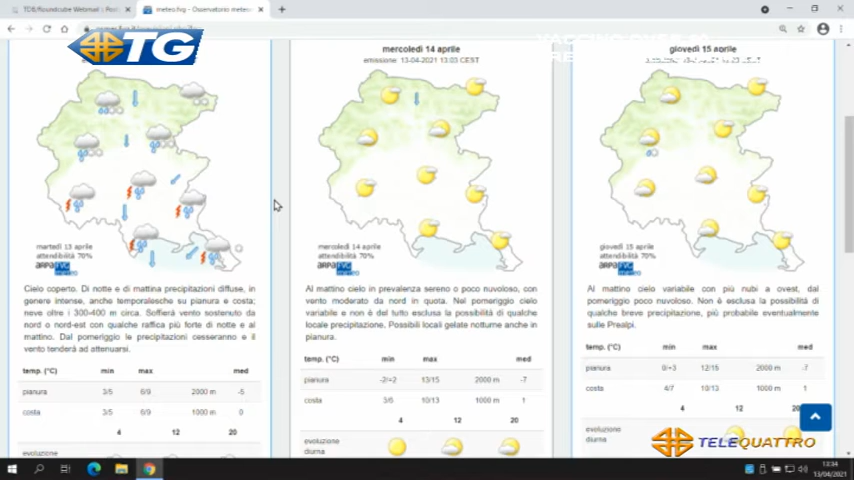 TDB/Roundcube Webmail
meteo.fvg - Osservatorio meteor
TG
mercoledì 14 aprile
emissione 13-04-2021 13:03 CEST
giovedì 15 aprile
martedì 13 aprile
attendibilità 70%
mercoledì 14 aprile
attendibilità 70%
giovedì 15 aprile
attendibilità 70%
Cielo coperto. Di notte e di mattina precipitazioni diffuse, in
genere intense, anche temporalesche su pianura e costa;
neve oltre i 300-400 m circa. Soffierà vento sostenuto da
nord o nord-est con qualche raffica più forte di notte e al
mattino. Dal pomeriggio le precipitazioni cesseranno e il
vento tenderà ad attenuarsi.
Al mattino cielo in prevalenza sereno o poco nuvoloso, con
vento moderato da nord in quota. Nel pomeriggio cielo
variabile e non è del tutto esclusa la possibilità di qualche
locale precipitazione. Possibili locali gelate notturne anche in
pianura.
Al mattino cielo variabile con più nubi a ovest, dal
pomeriggio poco nuvoloso. Non è esclusa la possibilità di
qualche breve precipitazione, più probabile eventualmente
sulle Prealpi.
temp. (°C) min max med
pianura 3/5 6/9 2000 m -5
costa 3/5 6/9 1000 m 0
4 12 20
evoluzione
temp. (°C) min max med
pianura -2/=2 13/15 2000 m -7
costa 3/6 10/13 1000 m 1
4 12 20
evoluzione
diurna
temp. (°C) min max med
pianura 0/=3 12/15 2000 m -7
costa 4/7 10/13 1000 m 1
4 12 20
evoluzione
diurna
TELEQUATTRO
13:34
13/04/2021